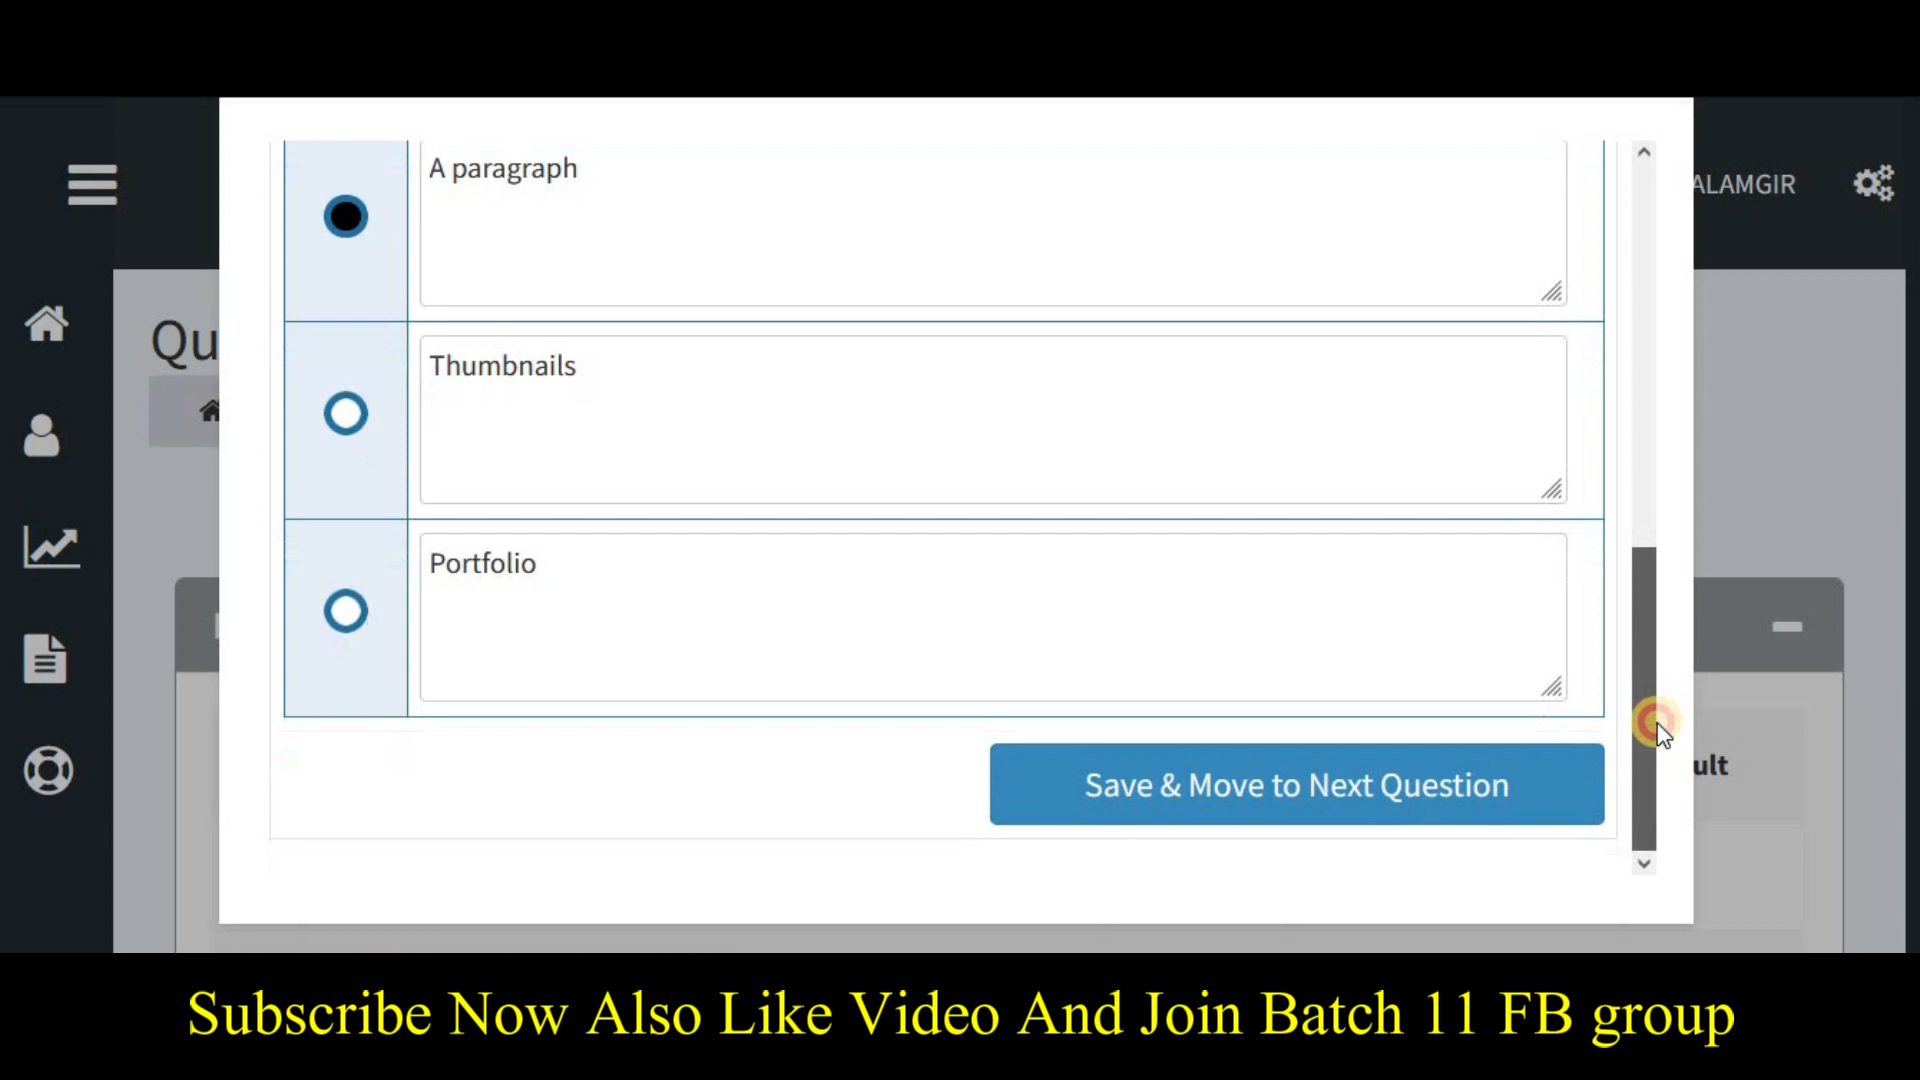 A paragraph
ALAMGIR
Thumbnails
Qu
Portfolio
ult
Save & Move to Next Question
Subscribe Now Also Like Video And Join Batch 11 FB group